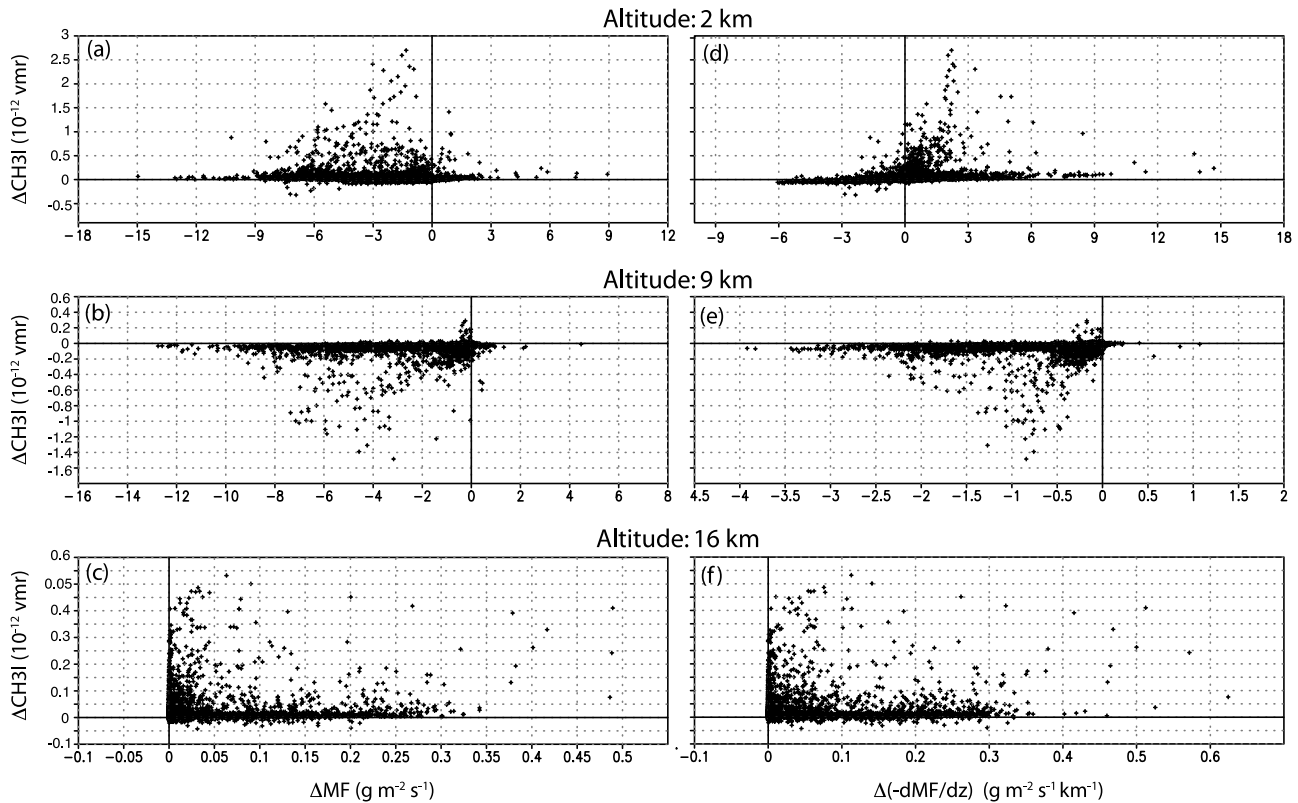 Altitude: 2 km
(a)
(d)
ΔCH3I (10⁻¹² vmr)
3
2.5
2
1.5
1
0.5
0
-0.5
-18 -15 -12 -9 -6 -3 0 3 6 9 12
-9 -6 -3 0 3 6 9 12 15 18
Altitude: 9 km
(b)
(e)
ΔCH3I (10⁻¹² vmr)
0.6
0.4
0.2
0
-0.2
-0.4
-0.6
-0.8
-1
-1.2
-1.4
-1.6
-16 -14 -12 -10 -8 -6 -4 -2 0 2 4 6 8
4.5 -4 -3.5 -3 -2.5 -2 -1.5 -1 -0.5 0 0.5 1 1.5 2
Altitude: 16 km
(c)
(f)
ΔCH3I (10⁻¹² vmr)
0.6
0.05
0.4
0.3
0.2
0.1
0
-0.1
-0.1 -0.05 0 0.05 0.1 0.15 0.2 0.25 0.3 0.35 0.4 0.45 0.5
-0.1 0 0.1 0.2 0.3 0.4 0.5 0.6
ΔMF (g m⁻² s⁻¹)
Δ(-dMF/dz) (g m⁻² s⁻¹ km⁻¹)